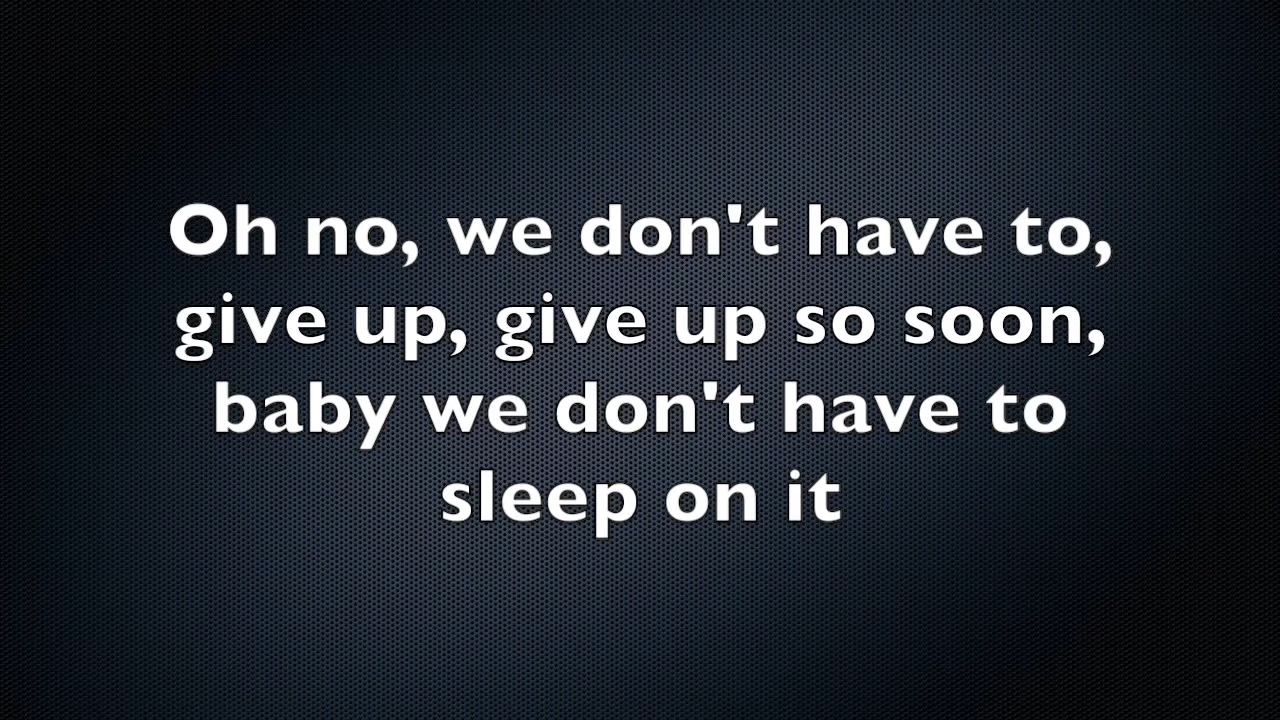 Oh no, we don't have to,
give up, give up so soon,
baby we don't have to
sleep on it